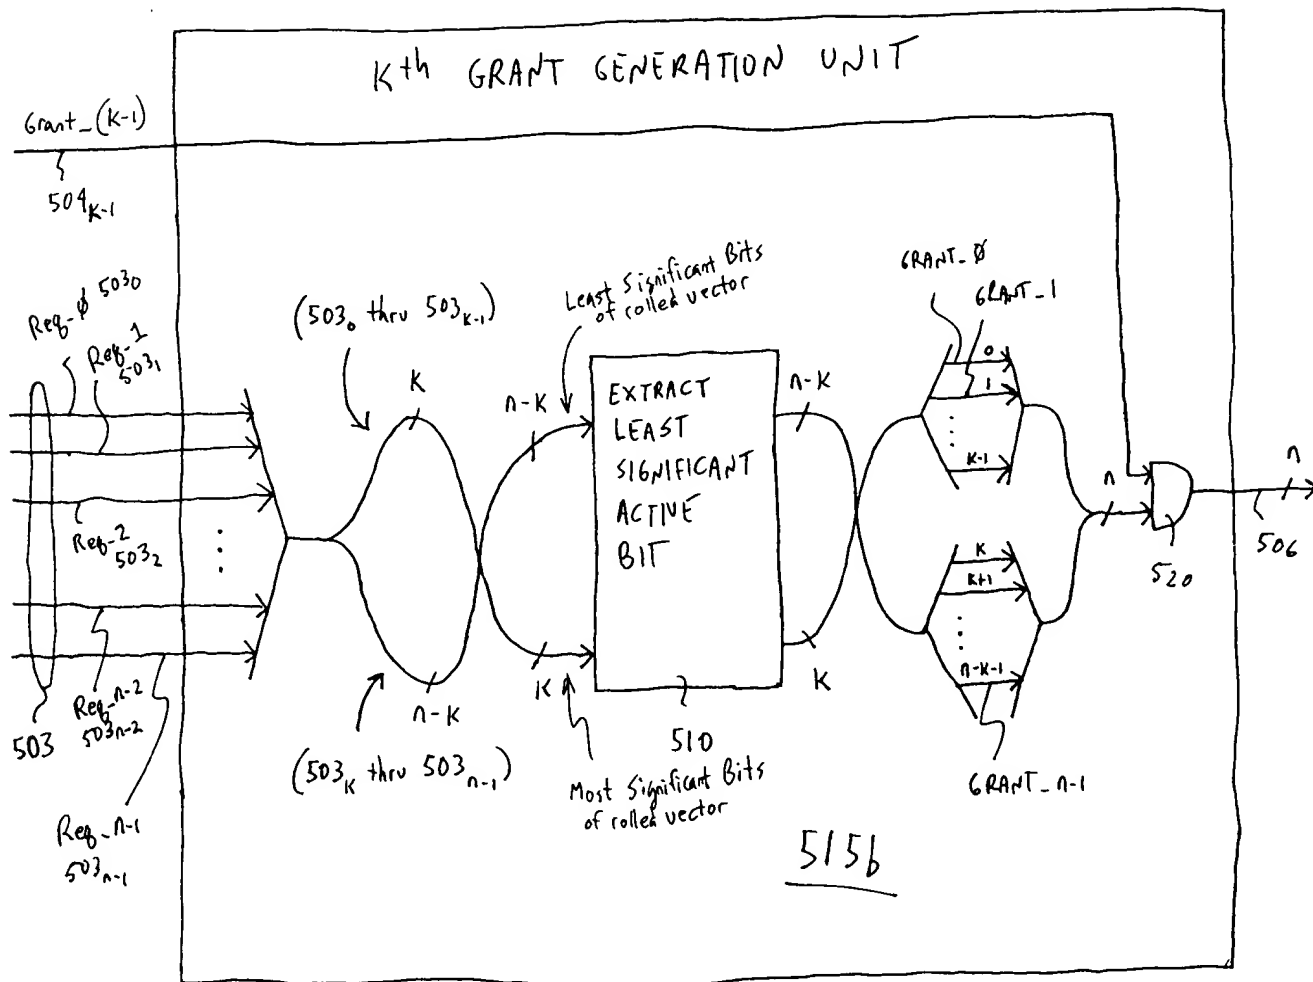 Kth GRANT GENERATION UNIT
Grant_(K-1)
504K-1
Req_0 5030
Req_1
5031
Req_2
5032
Req_n-2
503n-2
Req_n-1
503n-1
503
(5030 thru 503K-1)
K
n-K
(503K thru 503n-1)
Least Significant Bits
of rolled vector
n-K
K
Most Significant Bits
of rolled vector
EXTRACT
LEAST
SIGNIFICANT
ACTIVE
BIT
510
n-K
K
GRANT_0
GRANT_1
0
1
K-1
K
K+1
n-K-1
GRANT_n-1
n
520
n
506
515b